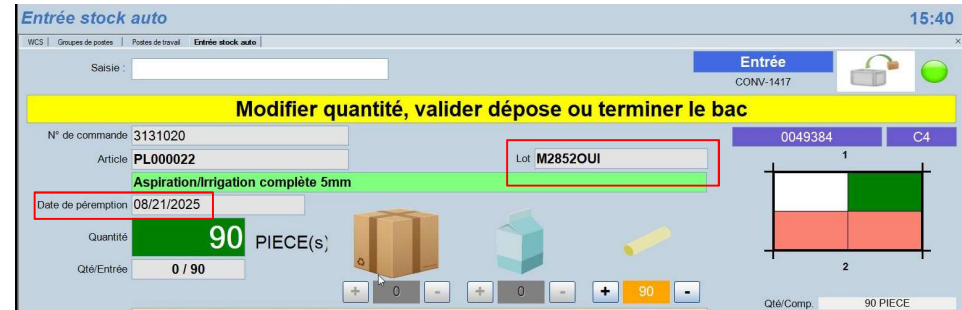 Entrée stock auto 15:40
WCS Groupes de postes Postes de travail Entrée stock auto ×
Saisie : Entrée
CONV-1417
Modifier quantité, valider dépose ou terminer le bac
N° de commande 3131020 0049384 C4
Article PL000022 Lot M2852OUI 1
Aspiration/Irrigation complète 5mm
Date de péremption 08/21/2025
Quantité 90 PIECE(s)
Qté/Entrée 0 / 90 2
+ 0 - + 0 - + 90 -
Qté/Comp. 90 PIECE